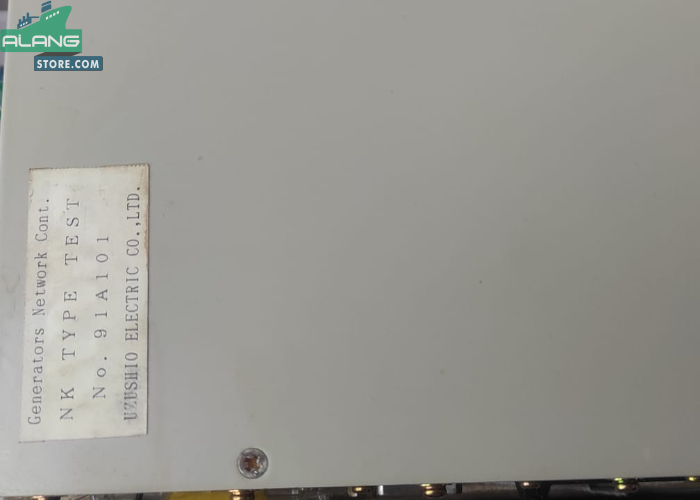 ALANG
STORE.COM
Generators Network Cont.
NK TYPE TEST
No. 91A101
UZUSHIO ELECTRIC CO.,LTD.